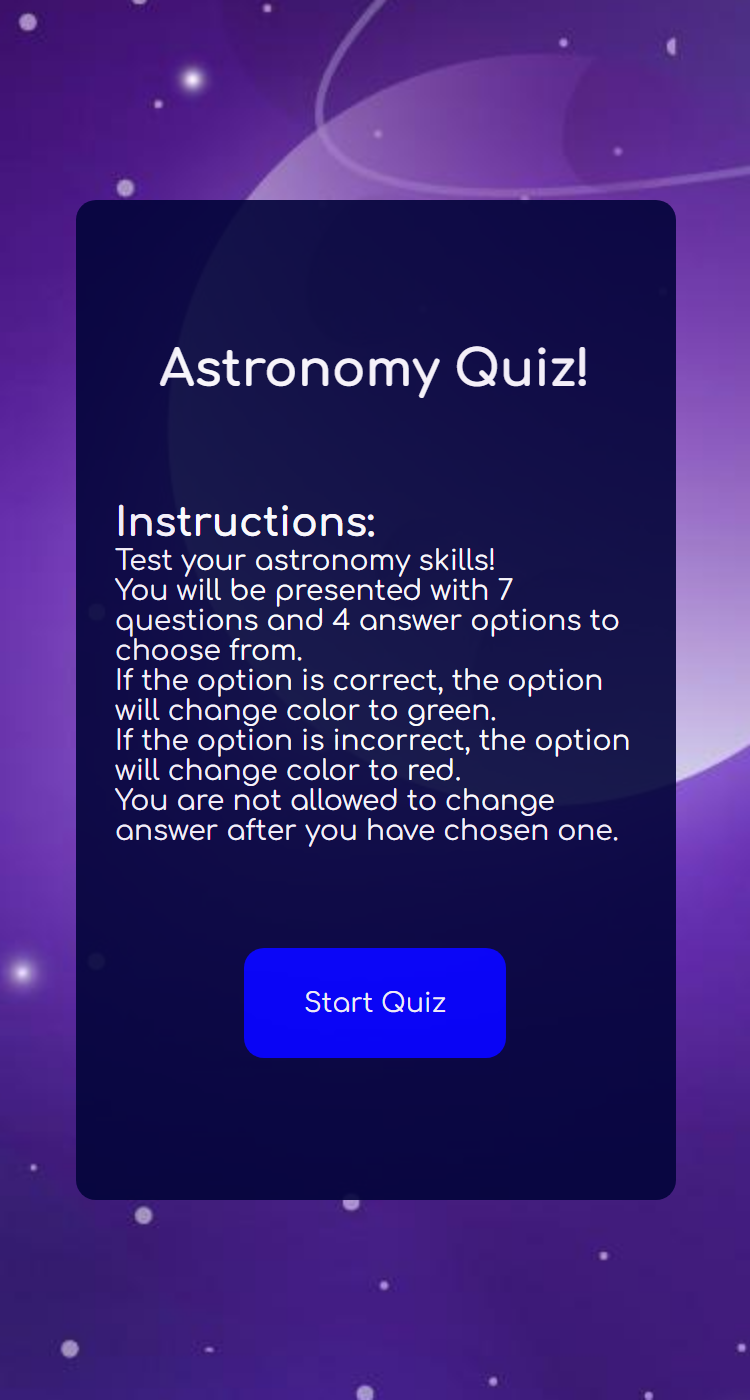 Astronomy Quiz!
Instructions:
Test your astronomy skills!
You will be presented with 7
questions and 4 answer options to
choose from.
If the option is correct, the option
will change color to green.
If the option is incorrect, the option
will change color to red.
You are not allowed to change
answer after you have chosen one.
Start Quiz